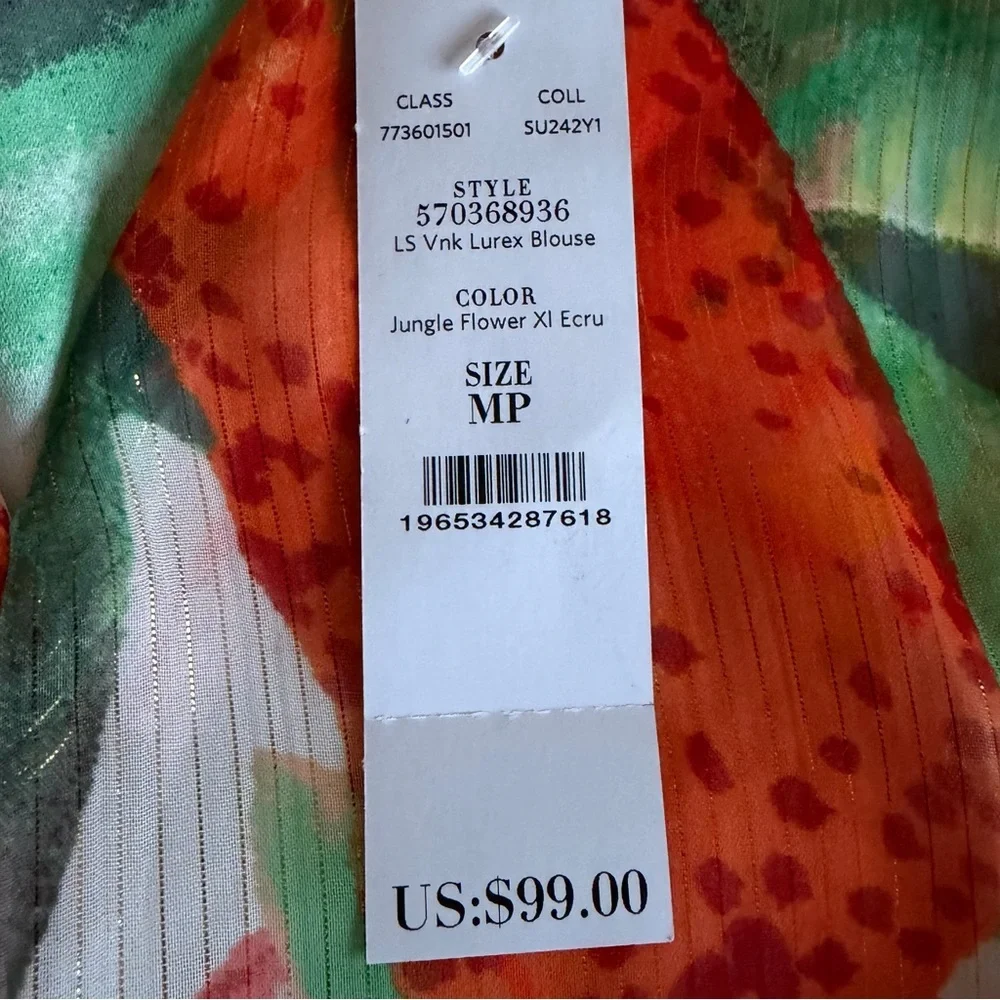 CLASS COLL
773601501 SU242Y1
STYLE
570368936
LS Vnk Lurex Blouse
COLOR
Jungle Flower Xl Ecru
SIZE
MP
196534287618
US:$99.00